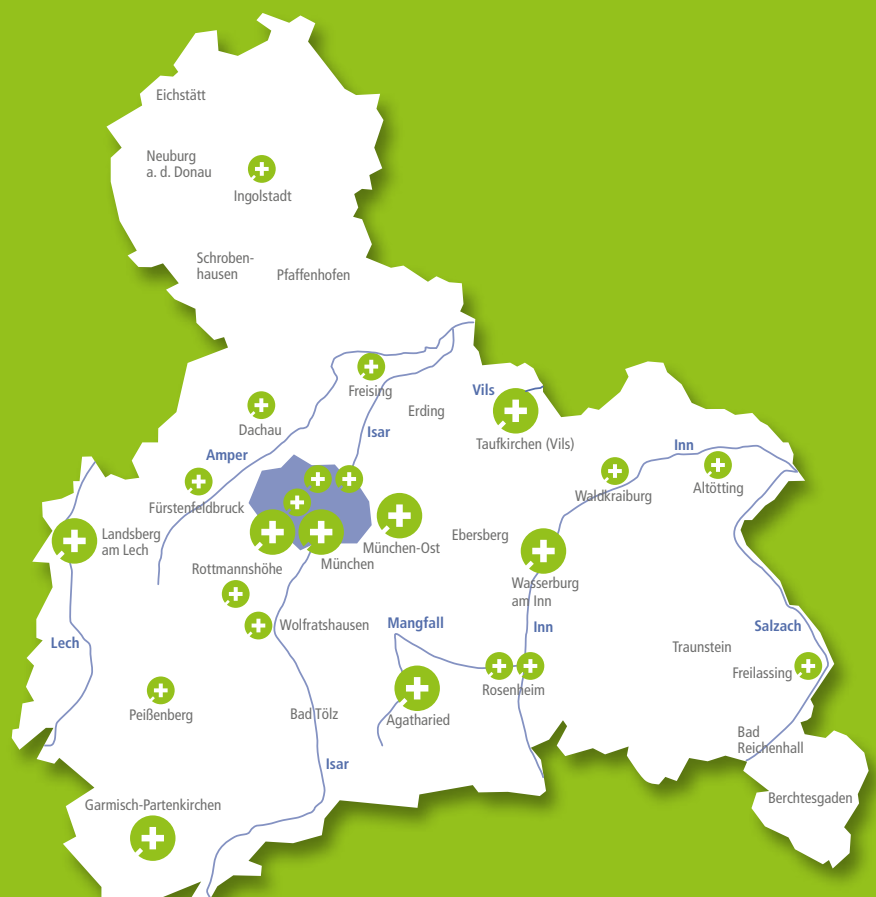 Eichstätt
Neuburg
a. d. Donau
Ingolstadt
Schroben-
hausen
Pfaffenhofen
Freising
Vils
Erding
Dachau
Isar
Taufkirchen (Vils)
Amper
Inn
Altötting
Waldkraiburg
Fürstenfeldbruck
Landsberg
am Lech
Ebersberg
München-Ost
München
Rottmannshöhe
Wasserburg
am Inn
Wolfratshausen
Mangfall
Inn
Salzach
Lech
Traunstein
Freilassing
Rosenheim
Peißenberg
Bad Tölz
Agatharied
Bad
Reichenhall
Isar
Berchtesgaden
Garmisch-Partenkirchen